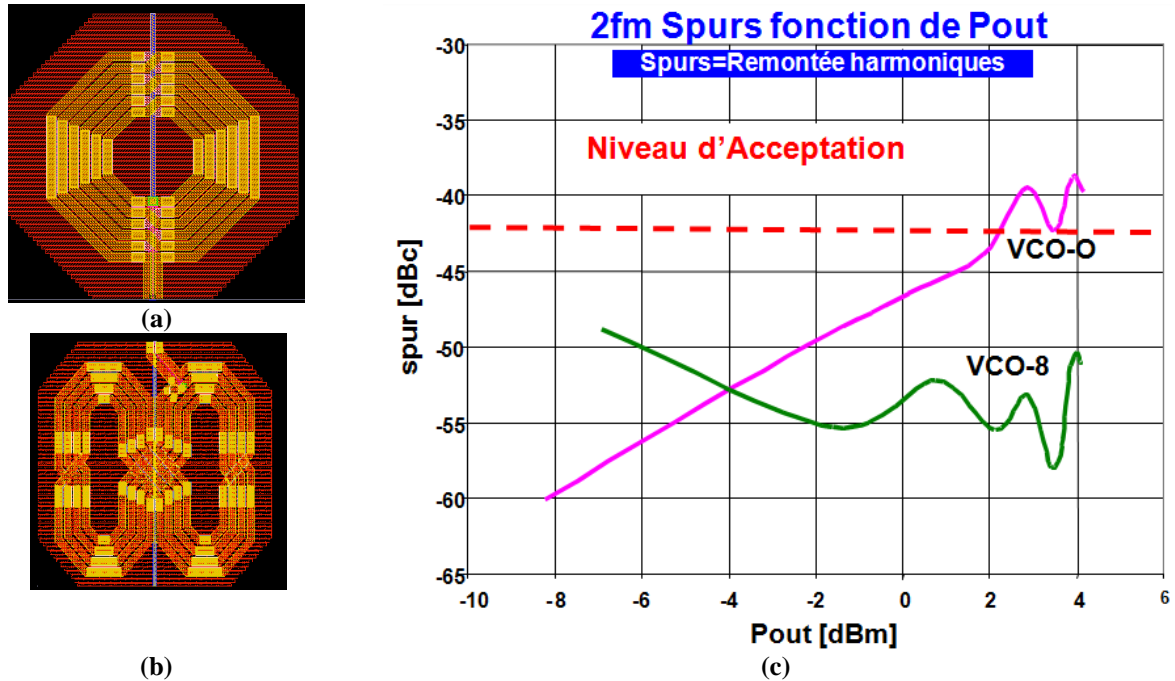 2fm Spurs fonction de Pout
Spurs=Remontée harmoniques
-30
-35
Niveau d'Acceptation
-40
VCO-O
-45
spur [dBc]
-50
VCO-8
-55
-60
-65
-10 -8 -6 -4 -2 0 2 4 6
Pout [dBm]
(a)
(b)
(c)